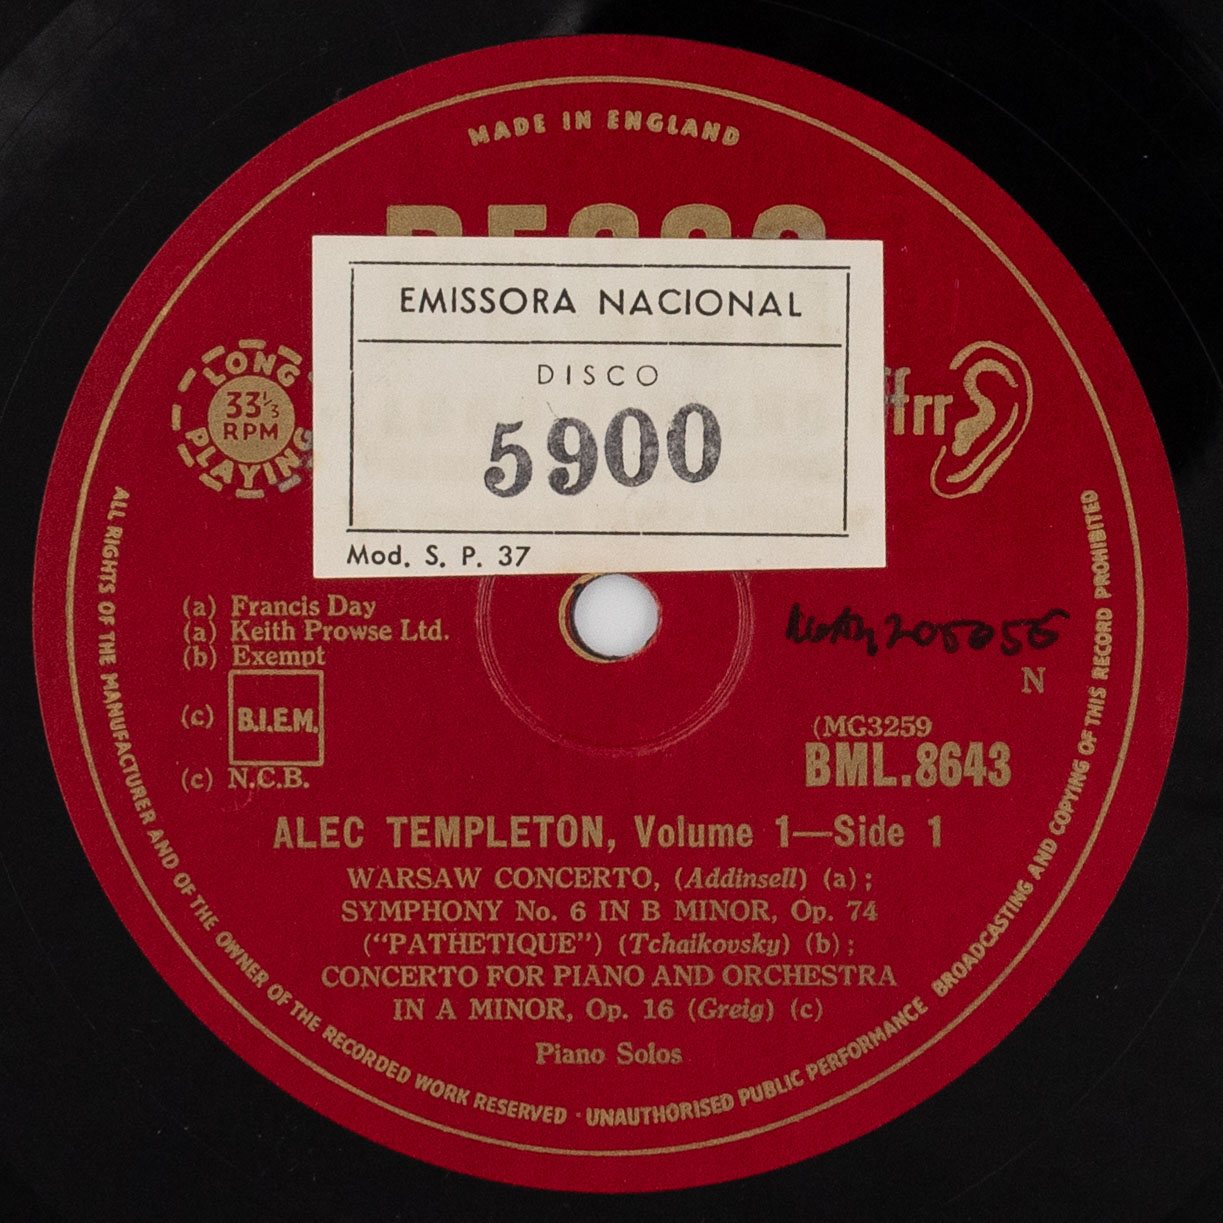 MADE IN ENGLAND
DECCA
EMISSORA NACIONAL
DISCO
5900
Mod. S. P. 37
LONG
33⅓
RPM
PLAYING
ffrr
(a) Francis Day
(a) Keith Prowse Ltd.
(b) Exempt
(c) B.I.E.M.
(c) N.C.B.
N
(MG3259
BML.8643
ALEC TEMPLETON, Volume 1—Side 1
WARSAW CONCERTO, (Addinsell) (a);
SYMPHONY No. 6 IN B MINOR, Op. 74
("PATHETIQUE") (Tchaikovsky) (b);
CONCERTO FOR PIANO AND ORCHESTRA
IN A MINOR, Op. 16 (Greig) (c)
Piano Solos
ALL RIGHTS OF THE MANUFACTURER AND OF THE OWNER OF THE RECORDED WORK RESERVED · UNAUTHORISED PUBLIC PERFORMANCE BROADCASTING AND COPYING OF THIS RECORD PROHIBITED